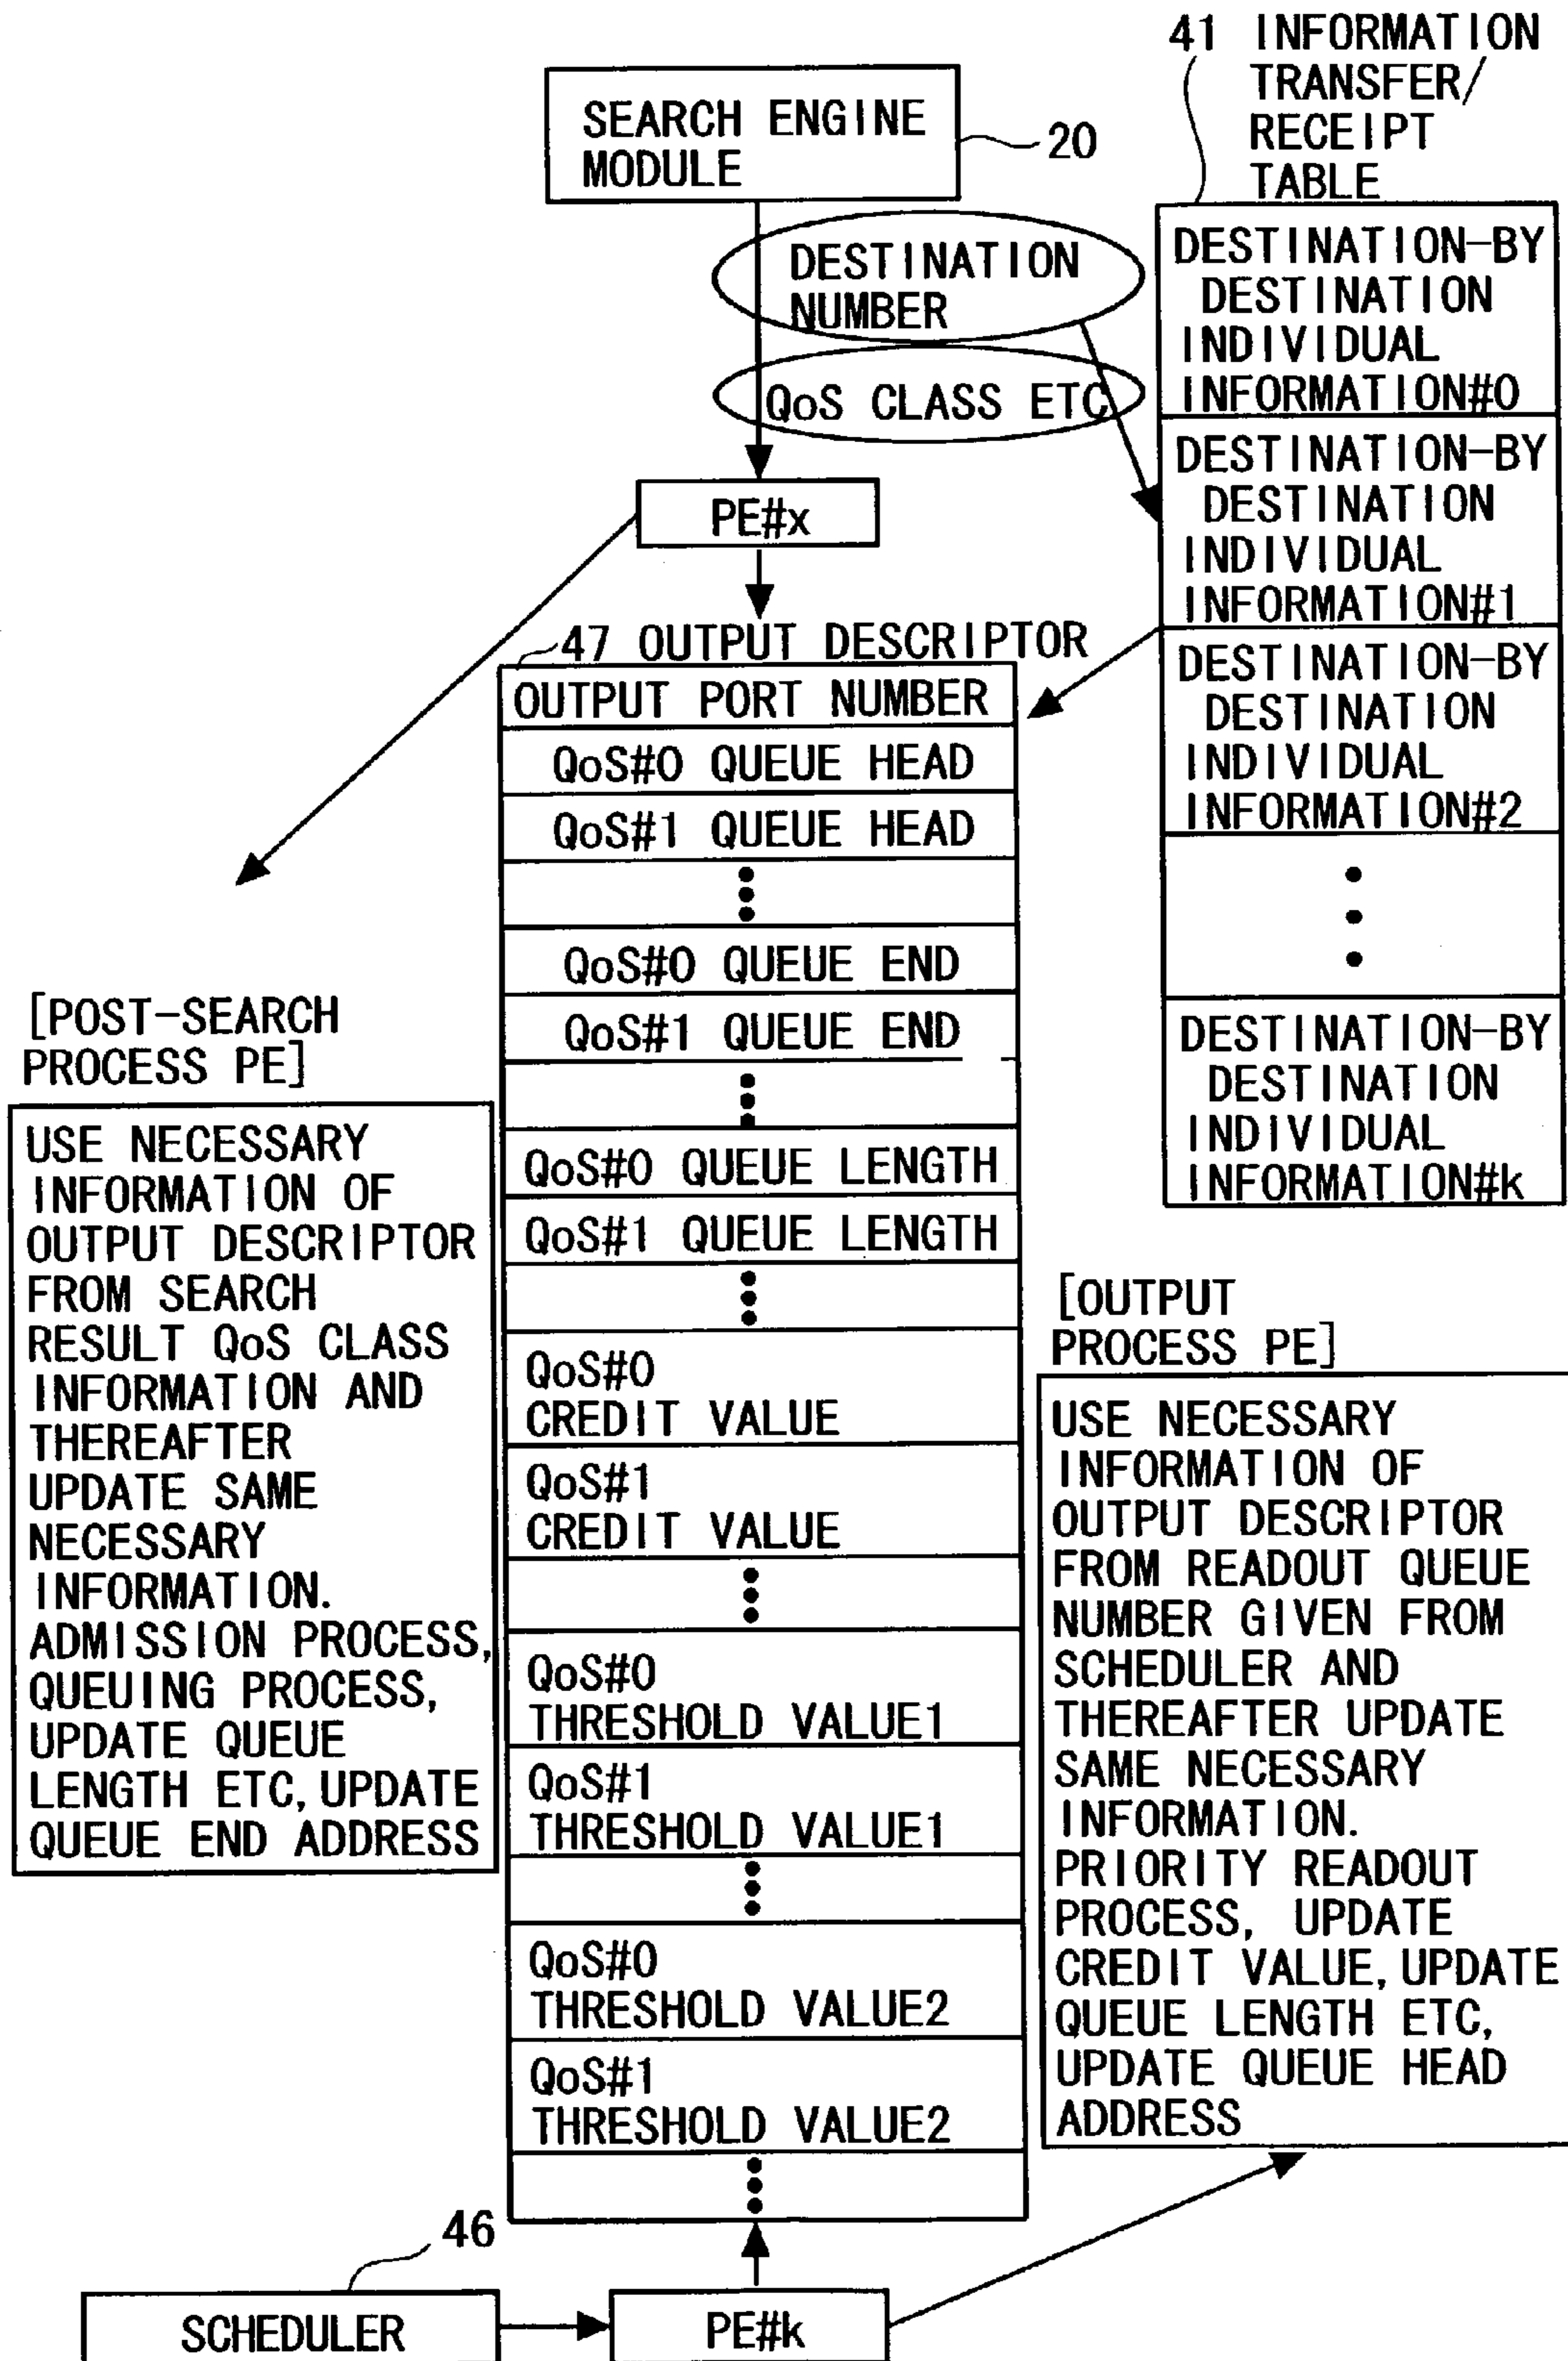 41 INFORMATION
TRANSFER/
RECEIPT
TABLE
SEARCH ENGINE
MODULE
20
DESTINATION
NUMBER
QoS CLASS ETC
PE#x
DESTINATION-BY
DESTINATION
INDIVIDUAL
INFORMATION#0
DESTINATION-BY
DESTINATION
INDIVIDUAL
INFORMATION#1
DESTINATION-BY
DESTINATION
INDIVIDUAL
INFORMATION#2
DESTINATION-BY
DESTINATION
INDIVIDUAL
INFORMATION#k
47 OUTPUT DESCRIPTOR
OUTPUT PORT NUMBER
QoS#0 QUEUE HEAD
QoS#1 QUEUE HEAD
QoS#0 QUEUE END
QoS#1 QUEUE END
QoS#0 QUEUE LENGTH
QoS#1 QUEUE LENGTH
QoS#0
CREDIT VALUE
QoS#1
CREDIT VALUE
QoS#0
THRESHOLD VALUE1
QoS#1
THRESHOLD VALUE1
QoS#0
THRESHOLD VALUE2
QoS#1
THRESHOLD VALUE2
[POST-SEARCH
PROCESS PE]
USE NECESSARY
INFORMATION OF
OUTPUT DESCRIPTOR
FROM SEARCH
RESULT QoS CLASS
INFORMATION AND
THEREAFTER
UPDATE SAME
NECESSARY
INFORMATION.
ADMISSION PROCESS,
QUEUING PROCESS,
UPDATE QUEUE
LENGTH ETC, UPDATE
QUEUE END ADDRESS
[OUTPUT
PROCESS PE]
USE NECESSARY
INFORMATION OF
OUTPUT DESCRIPTOR
FROM READOUT QUEUE
NUMBER GIVEN FROM
SCHEDULER AND
THEREAFTER UPDATE
SAME NECESSARY
INFORMATION.
PRIORITY READOUT
PROCESS, UPDATE
CREDIT VALUE, UPDATE
QUEUE LENGTH ETC,
UPDATE QUEUE HEAD
ADDRESS
46
SCHEDULER
PE#k